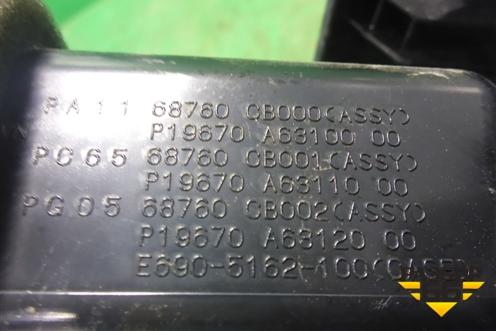 PA11 68760 0B000(ASSY)
P19670 A63100 00
PC65 68760 0B001(ASSY)
P19670 A63110 00
PG05 68760 0B002(ASSY)
P19670 A63120 00
E690-5162-100(CASE)